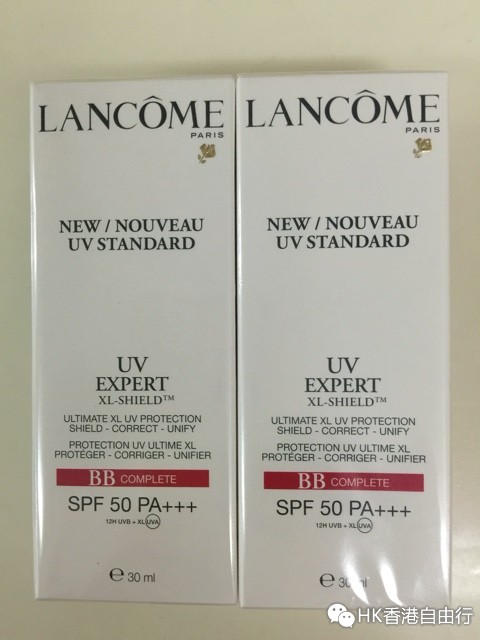 LANCÔME
PARIS
NEW / NOUVEAU
UV STANDARD
UV
EXPERT
XL-SHIELD™
ULTIMATE XL UV PROTECTION
SHIELD - CORRECT - UNIFY
PROTECTION UV ULTIME XL
PROTÉGER - CORRIGER - UNIFIER
BB COMPLETE
SPF 50 PA+++
12H UVB + XL UVA
e 30 ml
LANCÔME
PARIS
NEW / NOUVEAU
UV STANDARD
UV
EXPERT
XL-SHIELD™
ULTIMATE XL UV PROTECTION
SHIELD - CORRECT - UNIFY
PROTECTION UV ULTIME XL
PROTÉGER - CORRIGER - UNIFIER
BB COMPLETE
SPF 50 PA+++
12H UVB + XL UVA
e 30 ml
HK香港自由行